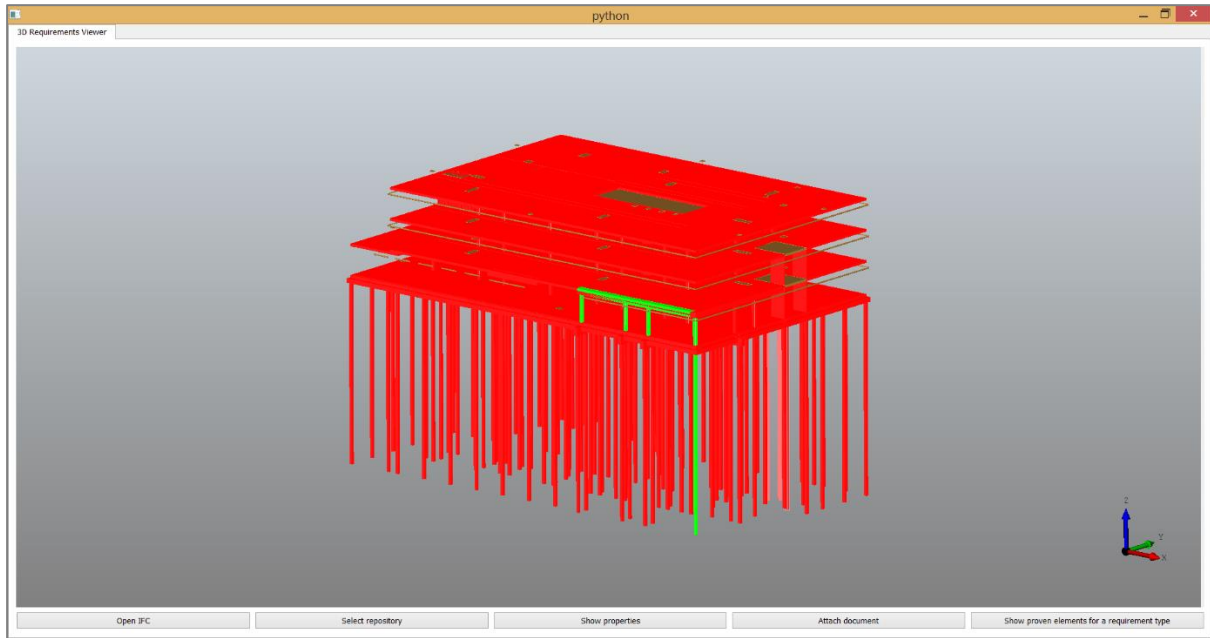 python
3D Requirements Viewer
Z
Y
X
Open IFC
Select repository
Show properties
Attach document
Show proven elements for a requirement type